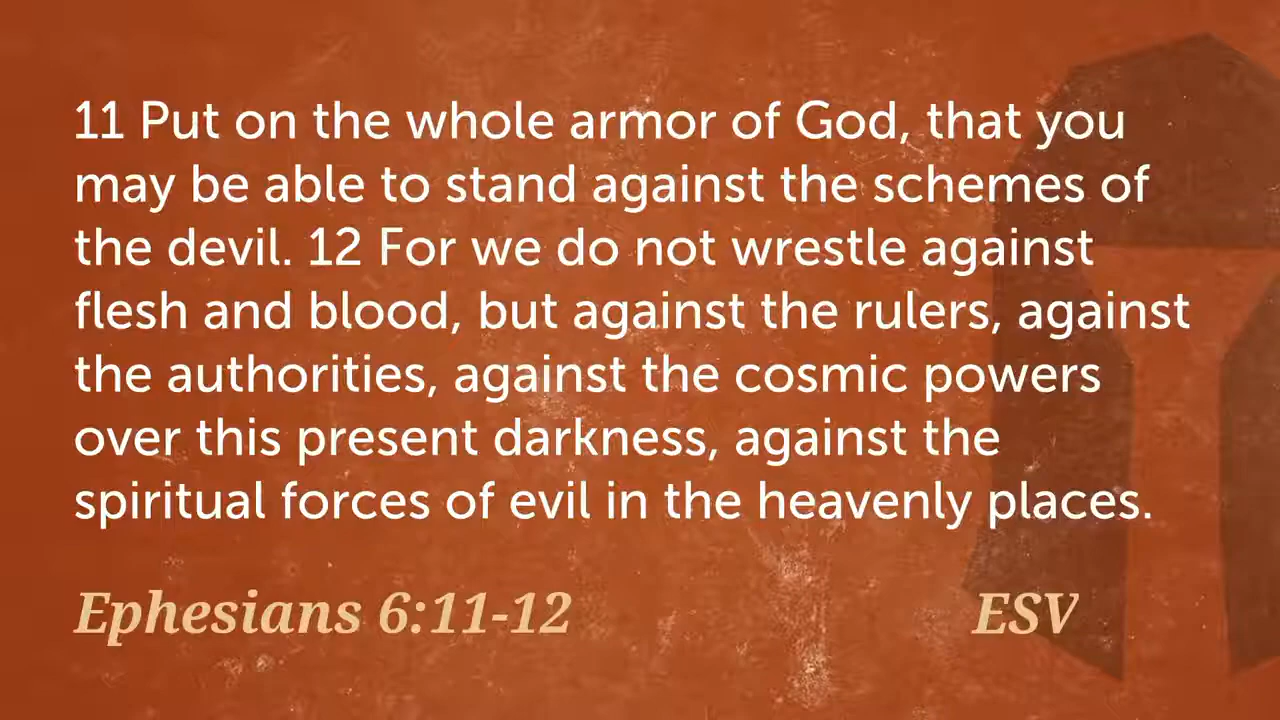 11 Put on the whole armor of God, that you
may be able to stand against the schemes of
the devil. 12 For we do not wrestle against
flesh and blood, but against the rulers, against
the authorities, against the cosmic powers
over this present darkness, against the
spiritual forces of evil in the heavenly places.
Ephesians 6:11-12 ESV